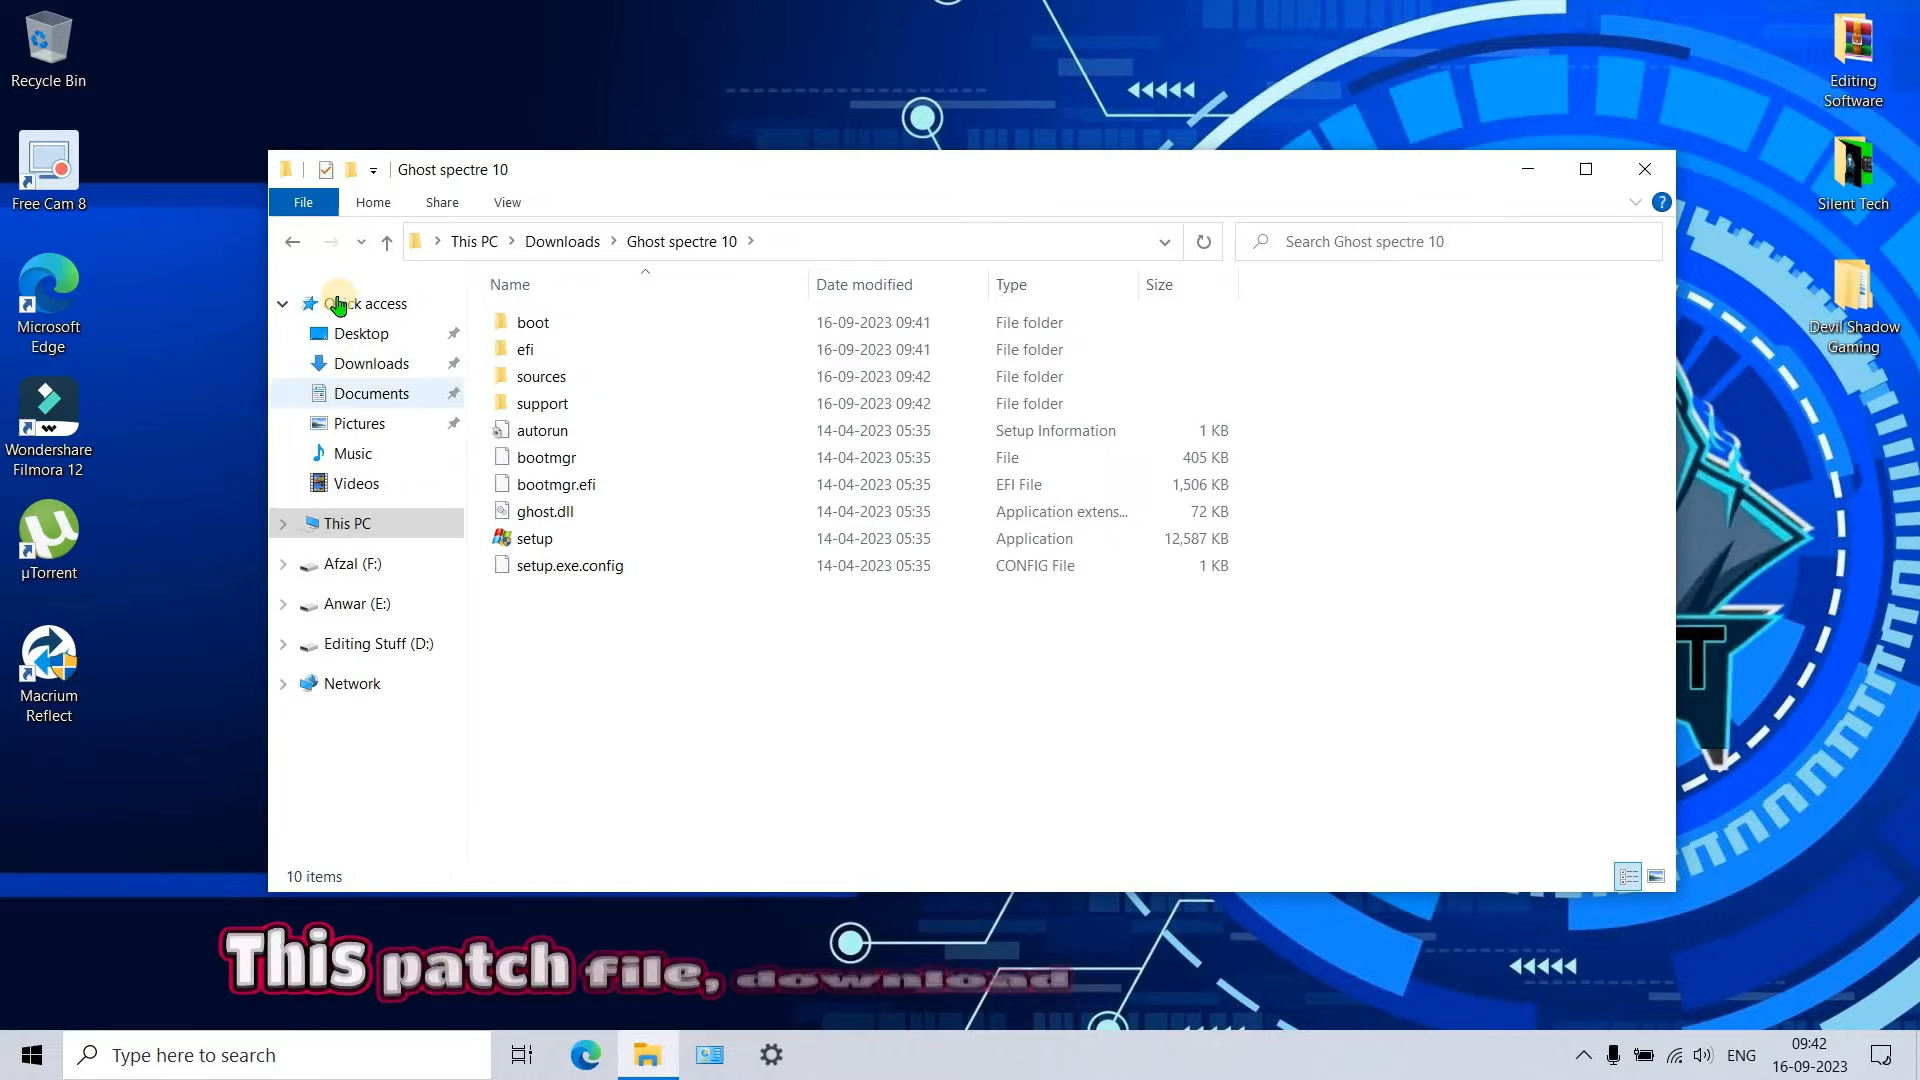 Recycle Bin
Free Cam 8
Microsoft
Edge
Wondershare
Filmora 12
µTorrent
Macrium
Reflect
Editing
Software
Silent Tech
Devil Shadow
Gaming
Ghost spectre 10
File Home Share View
This PC Downloads Ghost spectre 10
Search Ghost spectre 10
Quick access
Desktop
Downloads
Documents
Pictures
Music
Videos
This PC
Afzal (F:)
Anwar (E:)
Editing Stuff (D:)
Network
Name Date modified Type Size
boot 16-09-2023 09:41 File folder
efi 16-09-2023 09:41 File folder
sources 16-09-2023 09:42 File folder
support 16-09-2023 09:42 File folder
autorun 14-04-2023 05:35 Setup Information 1 KB
bootmgr 14-04-2023 05:35 File 405 KB
bootmgr.efi 14-04-2023 05:35 EFI File 1,506 KB
ghost.dll 14-04-2023 05:35 Application extens... 72 KB
setup 14-04-2023 05:35 Application 12,587 KB
setup.exe.config 14-04-2023 05:35 CONFIG File 1 KB
10 items
T
This patch file, download
Type here to search
ENG
09:42
16-09-2023